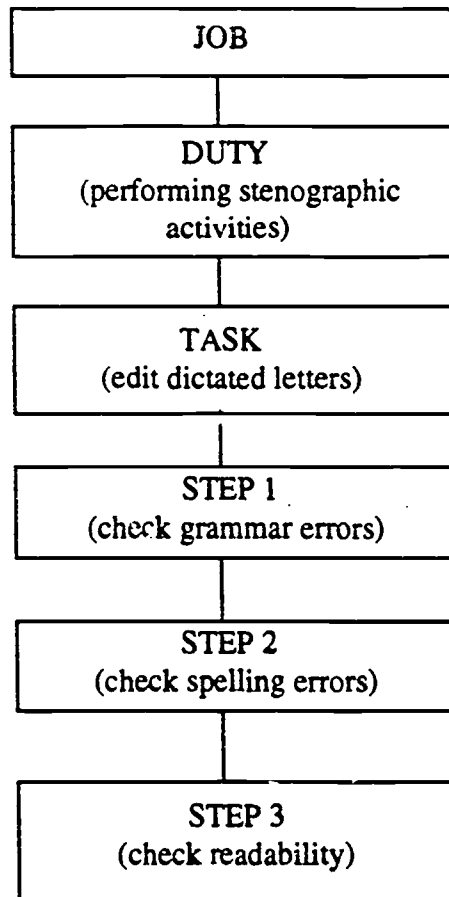 JOB
DUTY
(performing stenographic
activities)
TASK
(edit dictated letters)
STEP 1
(check grammar errors)
STEP 2
(check spelling errors)
STEP 3
(check readability)